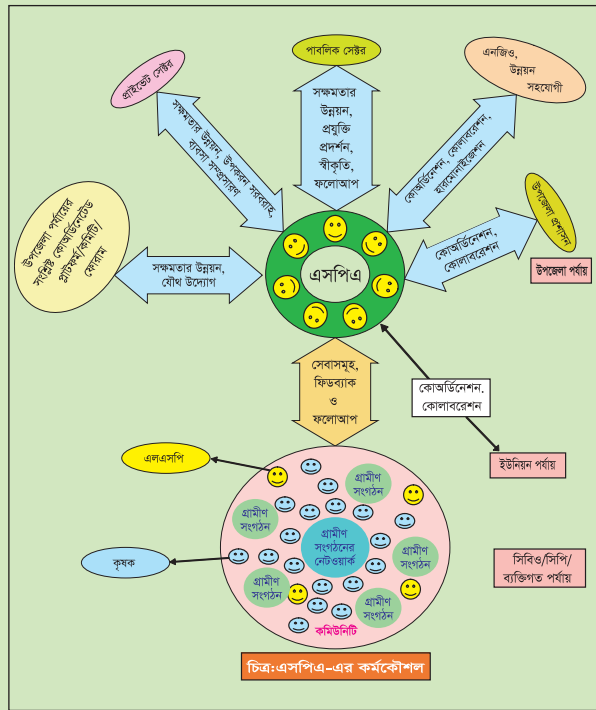 পাবলিক সেক্টর
প্রাইভেট সেক্টর
এনজিও,
উন্নয়ন
সহযোগী
সক্ষমতার
উন্নয়ন,
প্রযুক্তি
প্রদর্শন,
স্বীকৃতি,
ফলোআপ
সক্ষমতার উন্নয়ন, উপকরন সরবরাহ,
ব্যবসা সম্প্রসারণ
কোঅর্ডিনেশন, কোলাবরেশন,
হারমোনাইজেশন
উপজেলা পর্যায়ের
সংশ্লিষ্ট কোঅর্ডিনেটেড
প্লাটফর্ম/কমিটি/
ফোরাম
সক্ষমতার উন্নয়ন,
যৌথ উদ্যোগ
এসপিএ
কোঅর্ডিনেশন,
কোলাবরেশন
উপজেলা প্রশাসন
উপজেলা পর্যায়
সেবাসমূহ,
ফিডব্যাক
ও
ফলোআপ
কোঅর্ডিনেশন.
কোলাবরেশন
ইউনিয়ন পর্যায়
এলএসপি
গ্রামীণ
সংগঠন
গ্রামীণ
সংগঠন
গ্রামীণ
সংগঠনের
নেটওয়ার্ক
গ্রামীণ
সংগঠন
কৃষক
গ্রামীণ
সংগঠন
গ্রামীণ
সংগঠন
কমিউনিটি
সিবিও/সিপি/
ব্যক্তিগত পর্যায়
চিত্র:এসপিএ-এর কর্মকৌশল